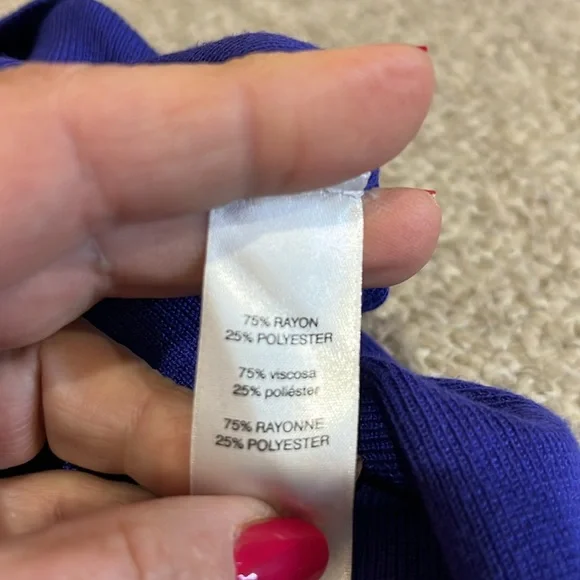 75% RAYON
25% POLYESTER
75% viscosa
25% poliéster
75% RAYONNE
25% POLYESTER